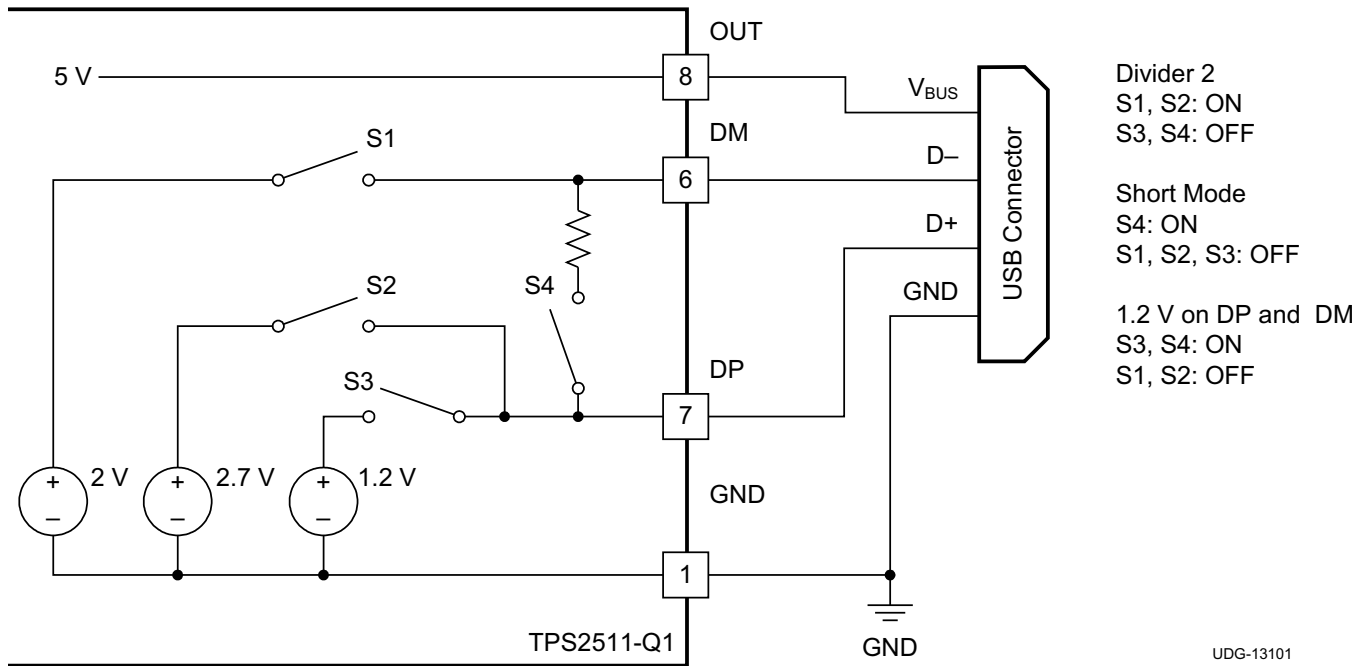 OUT
5 V
8
VBUS
DM
S1
6
D–
D+
USB Connector
GND
S2
S4
DP
S3
7
+
2 V
–
+
2.7 V
–
+
1.2 V
–
GND
1
TPS2511-Q1
GND
Divider 2
S1, S2: ON
S3, S4: OFF
Short Mode
S4: ON
S1, S2, S3: OFF
1.2 V on DP and DM
S3, S4: ON
S1, S2: OFF
UDG-13101